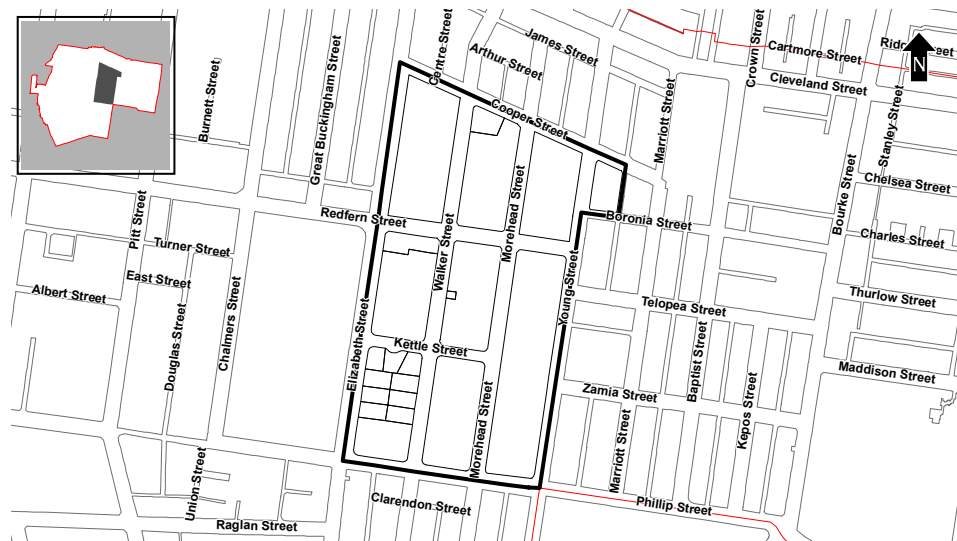 Centre Street
James Street
Arthur Street
Crown Street
Cartmore Street
N
Cleveland Street
Burnett Street
Great Buckingham Street
Cooper Street
Marriott Street
Stanley Street
Chelsea Street
Pitt Street
Redfern Street
Walker Street
Morehead Street
Boronia Street
Bourke Street
Charles Street
Turner Street
East Street
Albert Street
Douglas Street
Chalmers Street
Elizabeth Street
Young Street
Telopea Street
Thurlow Street
Kettle Street
Baptist Street
Maddison Street
Zamia Street
Kepos Street
Morehead Street
Marriott Street
Union Street
Clarendon Street
Phillip Street
Raglan Street